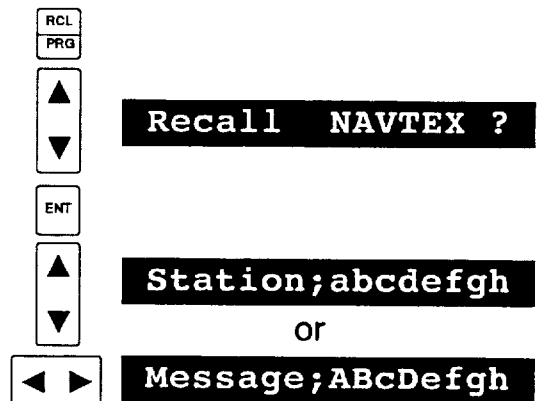 RCL
PRG
Recall NAVTEX ?
ENT
Station;abcdefgh
or
Message;ABcDefgh